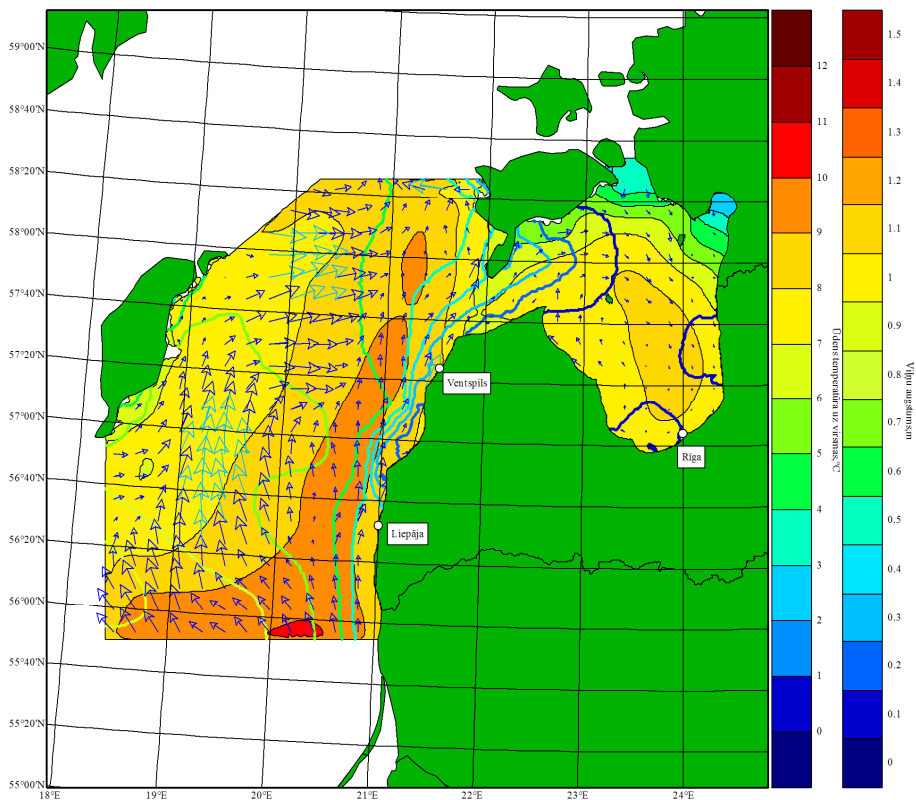 59°00'N
58°40'N
58°20'N
58°00'N
57°40'N
57°20'N
57°00'N
56°40'N
56°20'N
56°00'N
55°40'N
55°20'N
55°00'N
18°E
19°E
20°E
21°E
22°E
23°E
24°E
Ventspils
Rīga
Liepāja
12
11
10
9
8
7
6
5
4
3
2
1
0
Ūdens temperatūra uz virsmas,°C
1.5
1.4
1.3
1.2
1.1
1
0.9
0.8
0.7
0.6
0.5
0.4
0.3
0.2
0.1
0
Viļņu augstums,m